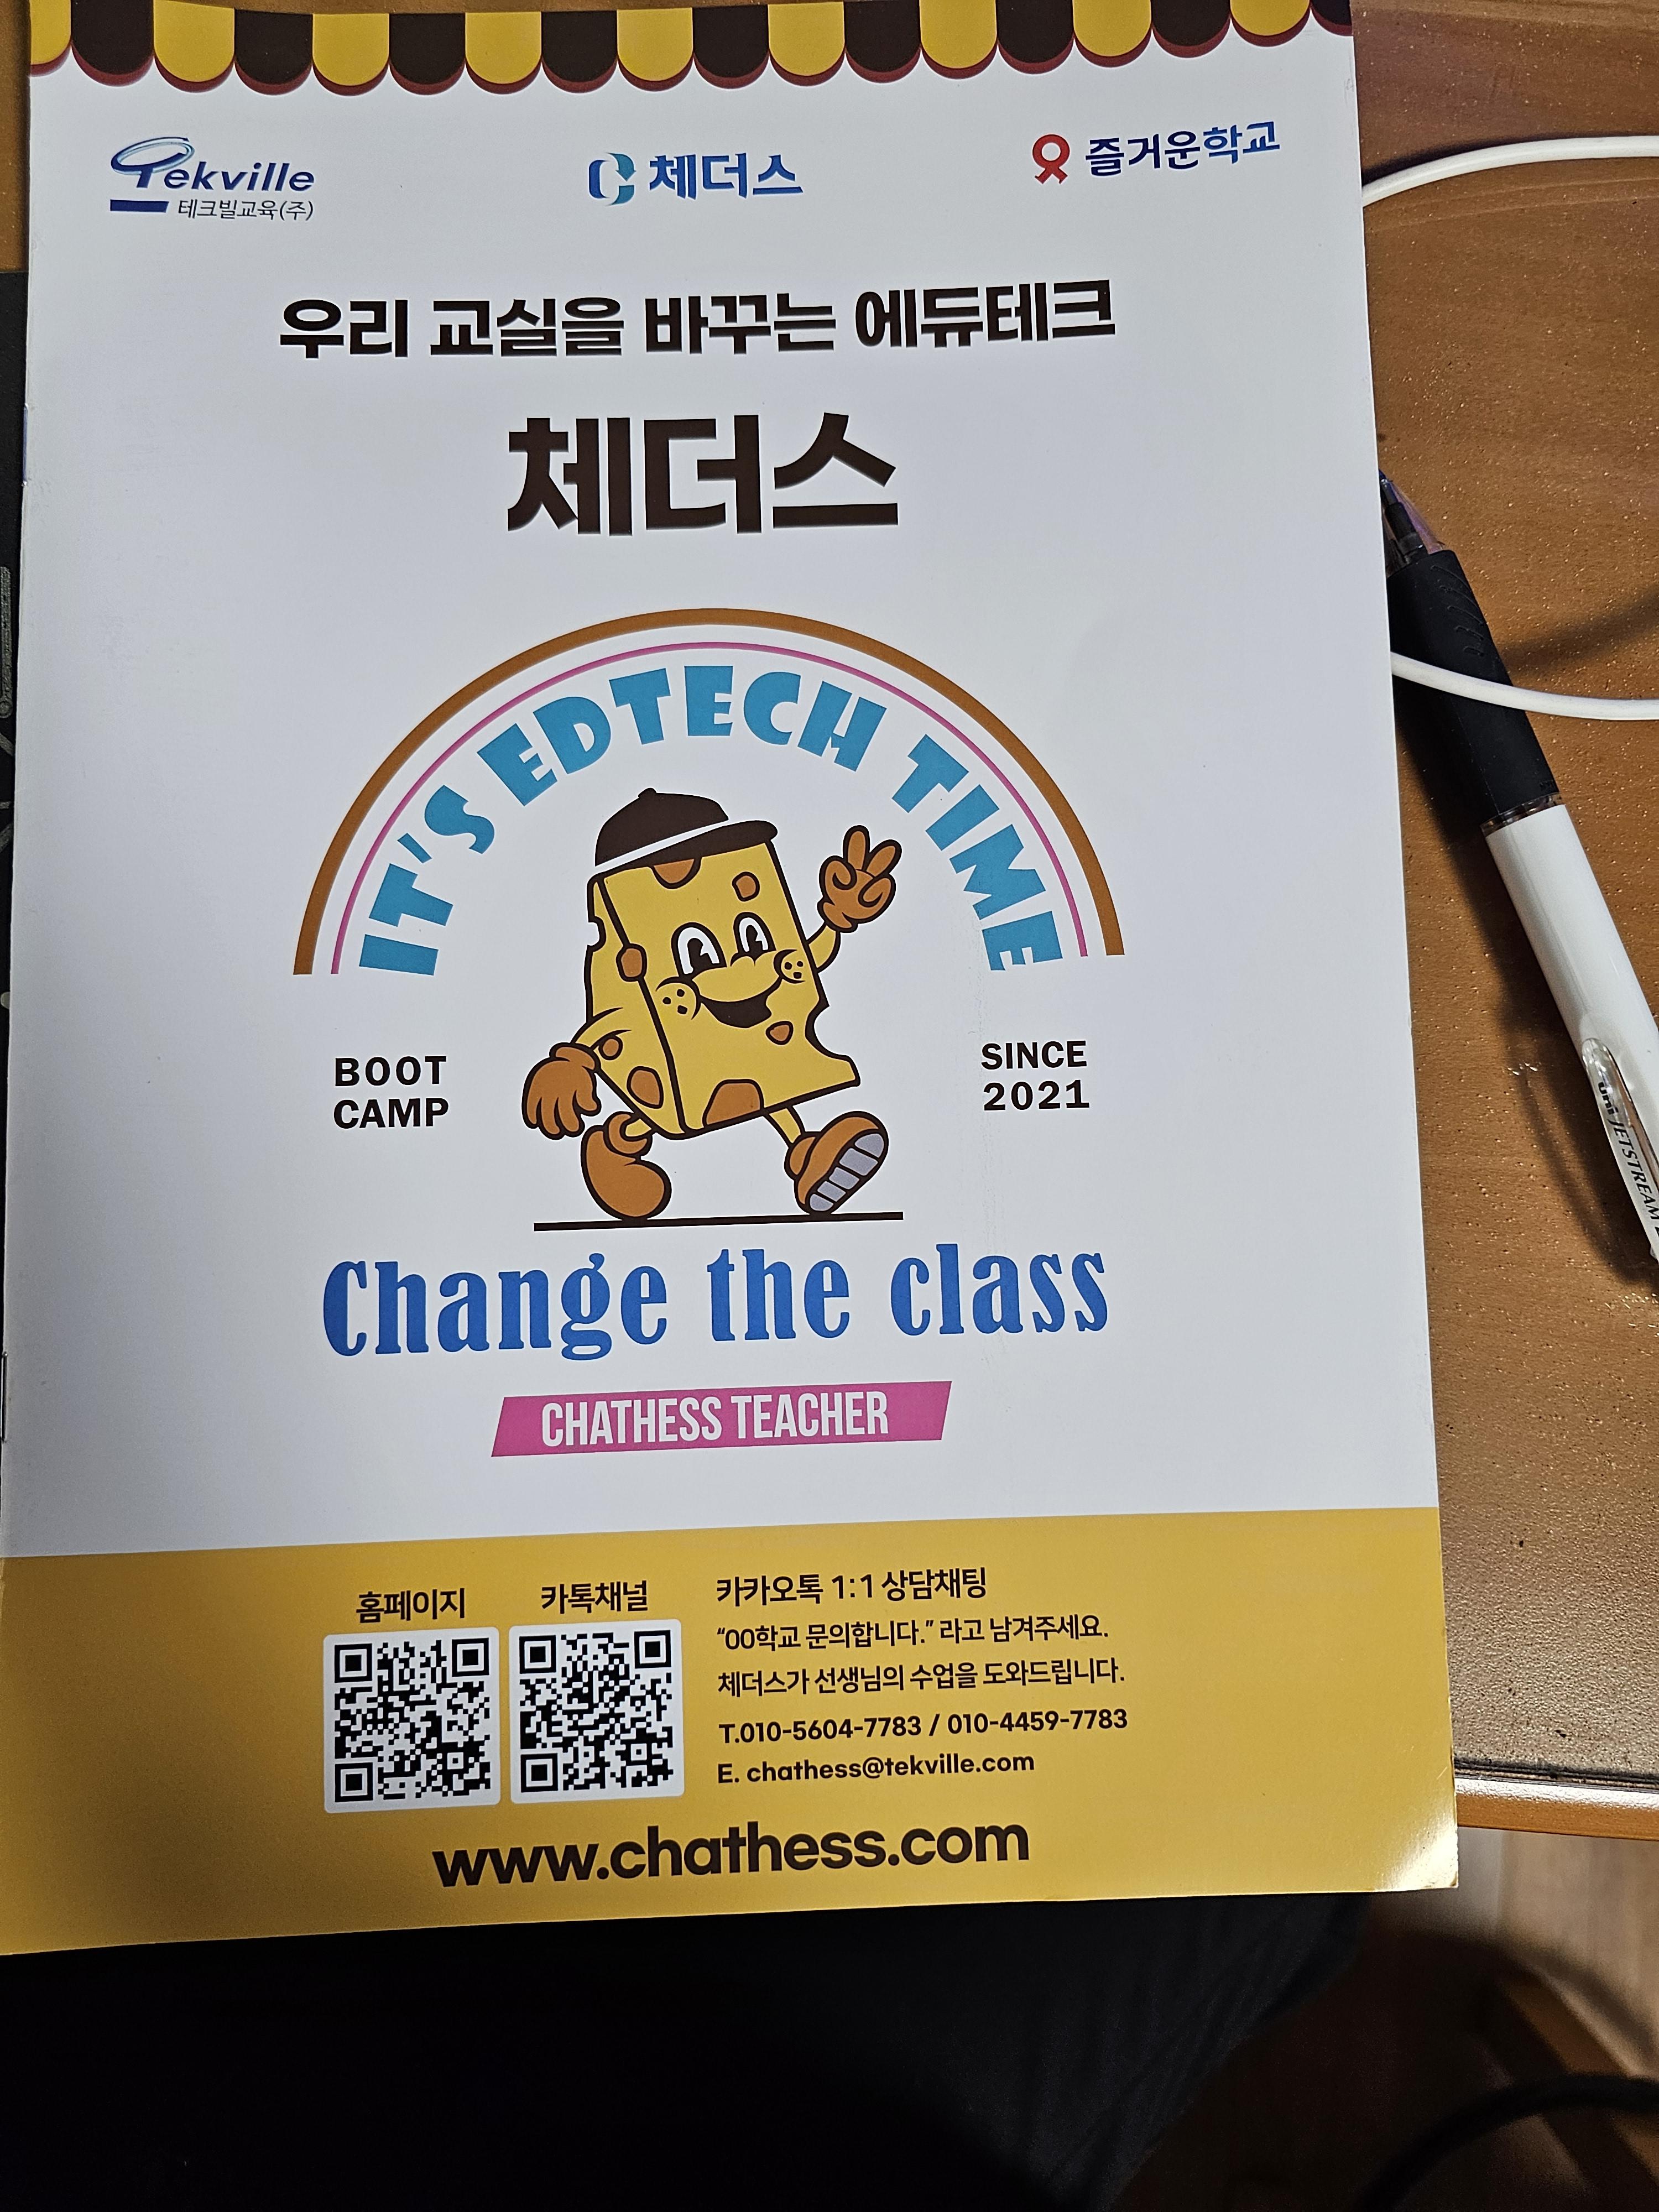 Tekville
테크빌교육(주)
체더스
즐거운학교
우리 교실을 바꾸는 에듀테크
체더스
IT'S EDTECH TIME
BOOT
CAMP
SINCE
2021
Change the class
CHATHESS TEACHER
홈페이지
카톡채널
카카오톡 1:1 상담채팅
“00학교 문의합니다.” 라고 남겨주세요.
체더스가 선생님의 수업을 도와드립니다.
T.010-5604-7783 / 010-4459-7783
E. chathess@tekville.com
www.chathess.com
uni JETSTREAM